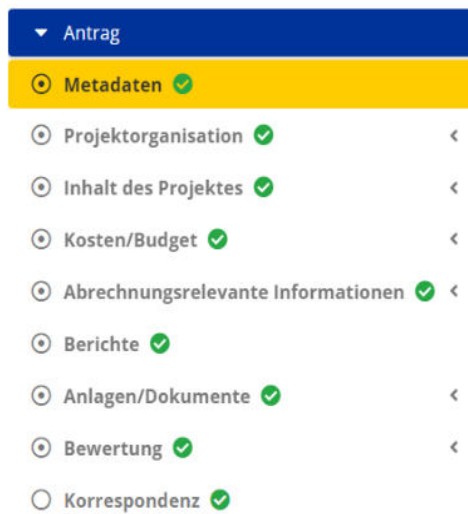 Antrag
Metadaten
Projektorganisation
Inhalt des Projektes
Kosten/Budget
Abrechnungsrelevante Informationen
Berichte
Anlagen/Dokumente
Bewertung
Korrespondenz